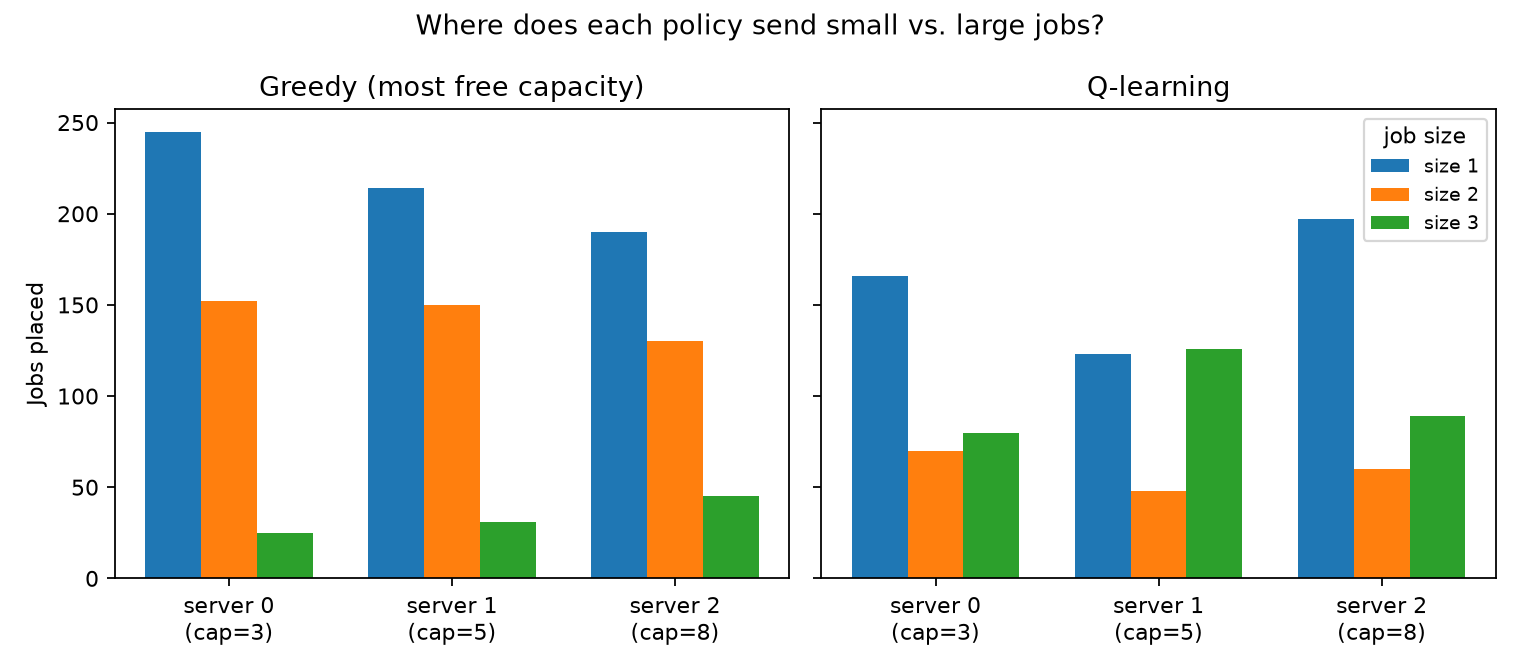 Where does each policy send small vs. large jobs?
Greedy (most free capacity)
Q-learning
Jobs placed
250
200
150
100
50
0
server 0
(cap=3)
server 1
(cap=5)
server 2
(cap=8)
server 0
(cap=3)
server 1
(cap=5)
server 2
(cap=8)
job size
size 1
size 2
size 3